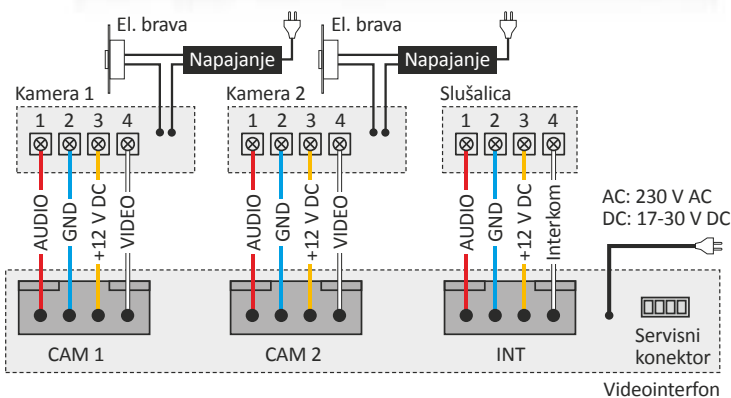 El. brava
El. brava
Napajanje
Napajanje
Kamera 1
Kamera 2
Slušalica
1 2 3 4
1 2 3 4
1 2 3 4
AUDIO
GND
+12 V DC
VIDEO
AUDIO
GND
+12 V DC
VIDEO
AUDIO
GND
+12 V DC
Interkom
AC: 230 V AC
DC: 17-30 V DC
CAM 1
CAM 2
INT
Servisni
konektor
Videointerfon